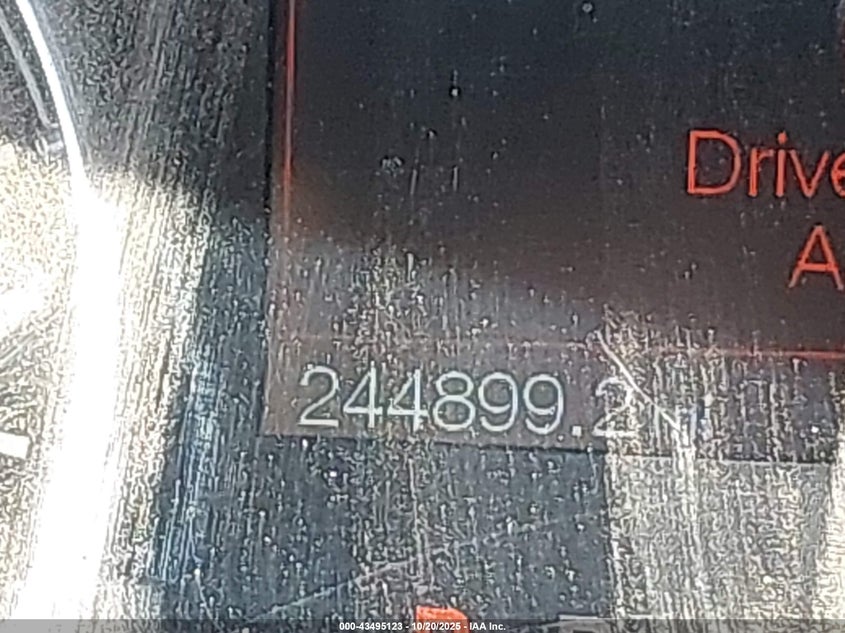 Drive
A
244899.2
000-43495123 - 10/20/2025 - IAA Inc.